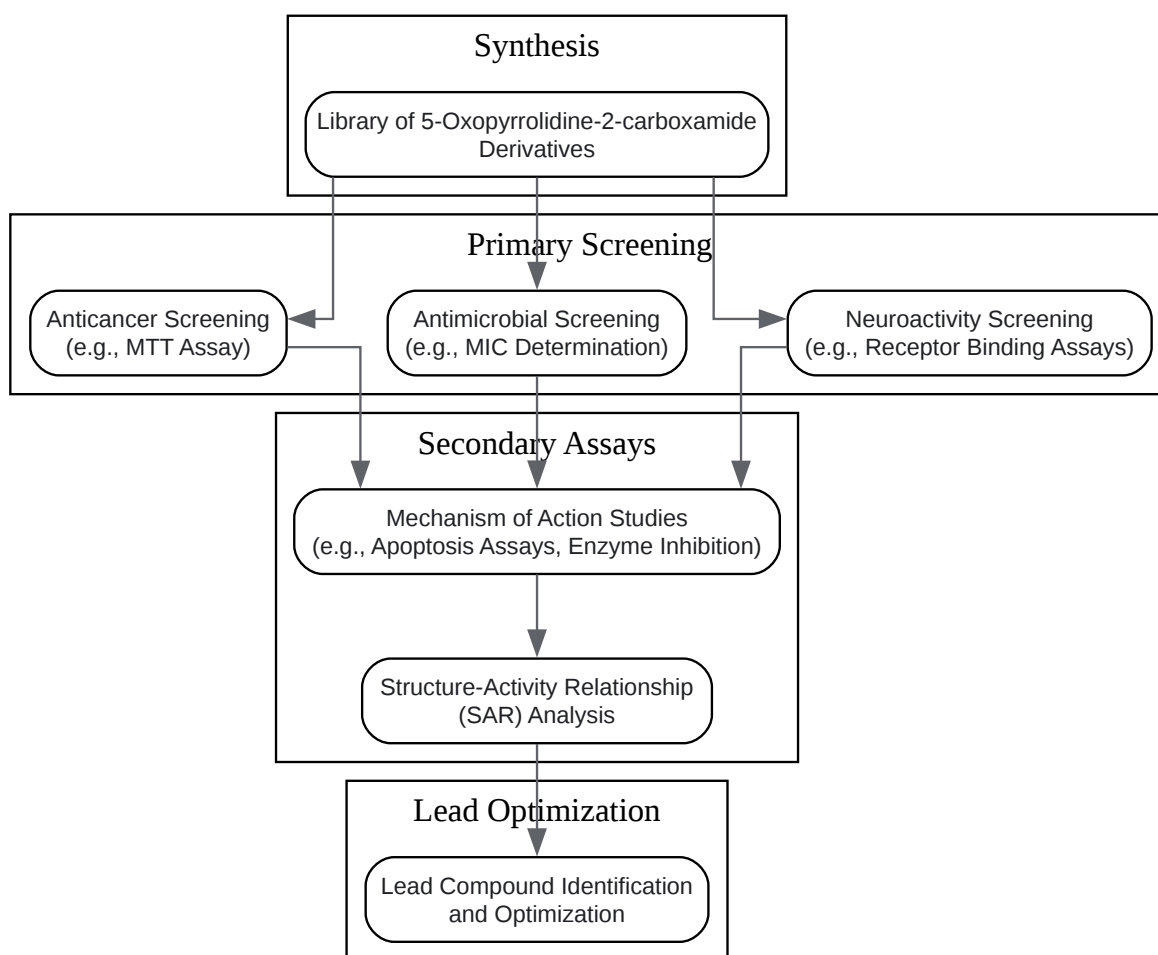 Synthesis
Library of 5-Oxopyrrolidine-2-carboxamide
Derivatives
Primary Screening
Anticancer Screening
(e.g., MTT Assay)
Antimicrobial Screening
(e.g., MIC Determination)
Neuroactivity Screening
(e.g., Receptor Binding Assays)
Secondary Assays
Mechanism of Action Studies
(e.g., Apoptosis Assays, Enzyme Inhibition)
Structure-Activity Relationship
(SAR) Analysis
Lead Optimization
Lead Compound Identification
and Optimization